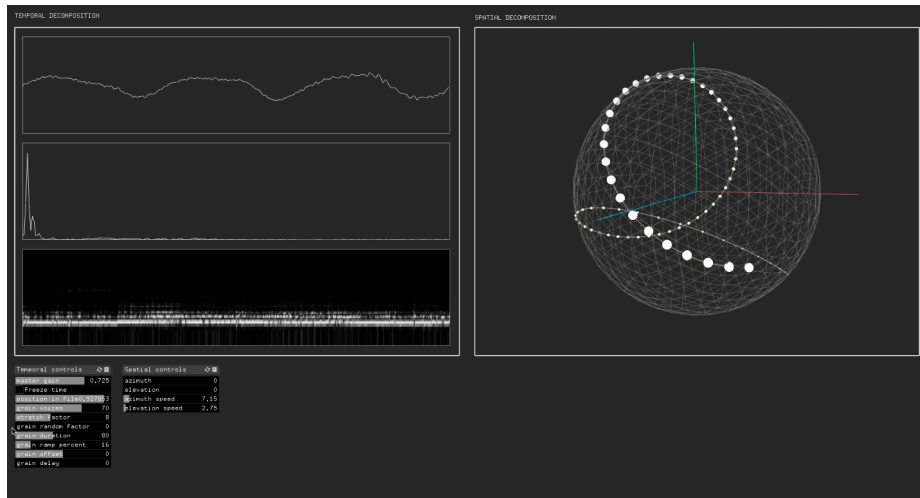 TEMPORAL DECOMPOSITION
SPATIAL DECOMPOSITION
Temporal controls
master gain 0.725
Freeze time
position in file0.927053
grain voices 70
stretch factor 8
grain random factor 0
grain duration 80
grain ramp percent 16
grain offset 0
grain delay 0
Spatial controls
azimuth 0
elevation 0
azimuth speed 7.15
elevation speed 2.75